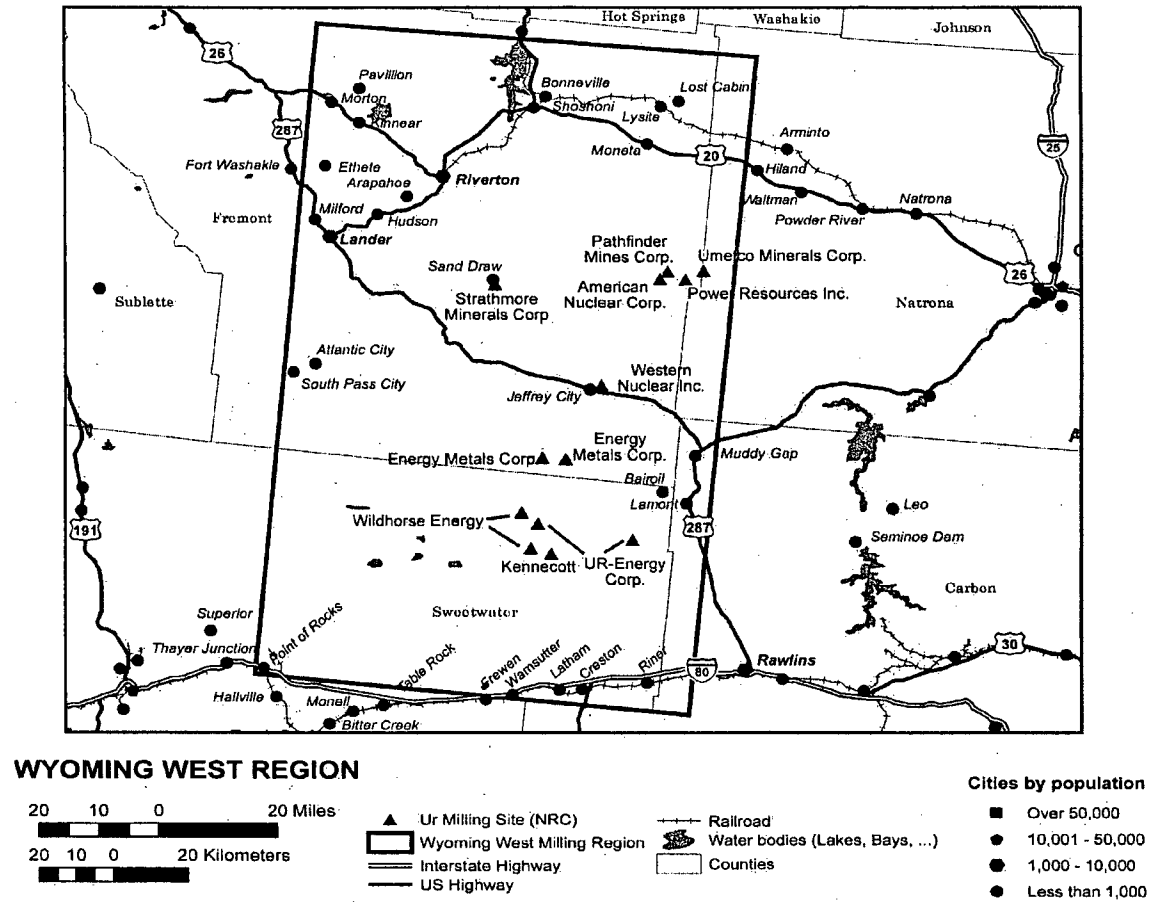 Hot Springs
Washakie
Johnson
26
Pavillion
Morton
Kinnear
Bonneville
Shoshoni
Lost Cabin
Lysite
Arminto
287
25
Moneta
20
Fort Washakie
Ethete
Arapahoe
Riverton
Hiland
Waltman
Natrona
Powder River
Fremont
Milford
Hudson
Lander
Pathfinder
Mines Corp.
Umetco Minerals Corp.
Sand Draw
26
Strathmore
Minerals Corp
American
Nuclear Corp.
Power Resources Inc.
Sublette
Natrona
Atlantic City
South Pass City
Western
Nuclear Inc.
Jeffrey City
Energy Metals Corp
Energy
Metals Corp.
Muddy Gap
Bairoil
Lamont
Leo
191
287
Wildhorse Energy
Seminoe Dam
Kennecott
UR-Energy
Corp.
Carbon
Superior
Sweetwater
Thayer Junction
Point of Rocks
Table Rock
Frewen
Wamsutter
Latham
Creston
Riner
80
Rawlins
30
Hallville
Monell
Bitter Creek
WYOMING WEST REGION
20 10 0 20 Miles
20 10 0 20 Kilometers
Ur Milling Site (NRC)
Wyoming West Milling Region
Interstate Highway
US Highway
Railroad
Water bodies (Lakes, Bays, ...)
Counties
Cities by population
Over 50,000
10,001 - 50,000
1,000 - 10,000
Less than 1,000